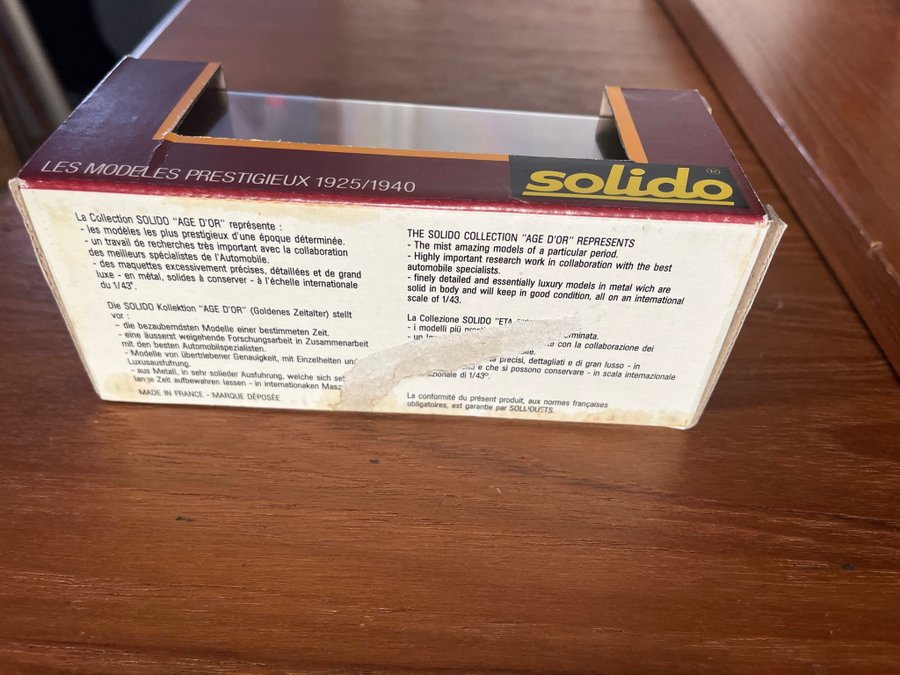 LES MODELES PRESTIGIEUX 1925/1940
solido
La Collection SOLIDO "AGE D'OR" représente :
- les modèles les plus prestigieux d'une époque déterminée.
- un travail de recherches très important avec la collaboration
des meilleurs spécialistes de l'Automobile.
- des maquettes excessivement précises, détaillées et de grand
luxe - en métal, solides à conserver - à l'échelle internationale
du 1/43°.
Die SOLIDO Kollektion "AGE D'OR" (Goldenes Zeitalter) stellt
vor :
- die bezauberndsten Modelle einer bestimmeten Zeit.
- eine äusserst weigehende Forschungsarbeit in Zusammenarbeit
mit den besten Automobilspezialisten.
- Modelle von übertriebener Genauigkeit, mit Einzelheiten und
Luxusausführung.
- aus Metall, in sehr solieder Ausfuhrung, welche sich
lange Zeit aufbewahren lassen - in internationaken
MADE IN FRANCE - MARQUE DÉPOSÉE
THE SOLIDO COLLECTION "AGE D'OR" REPRESENTS
- The mist amazing models of a particular period.
- Highly important research work in collaboration with the best
automobile specialists.
- finely detailed and essentially luxury models in metal wich are
solid in body and will keep in good condition, all on an international
scale of 1/43.
La Collezione SOLIDO "ETA
- i modelli più
con la collaborazione dei
precisi, dettagliati e di gran lusso - in
e che si possono conservare - in scala internazionale
di 1/43°.
La conformité du présent produit, aux normes françaises
obligatoires, est garantie par